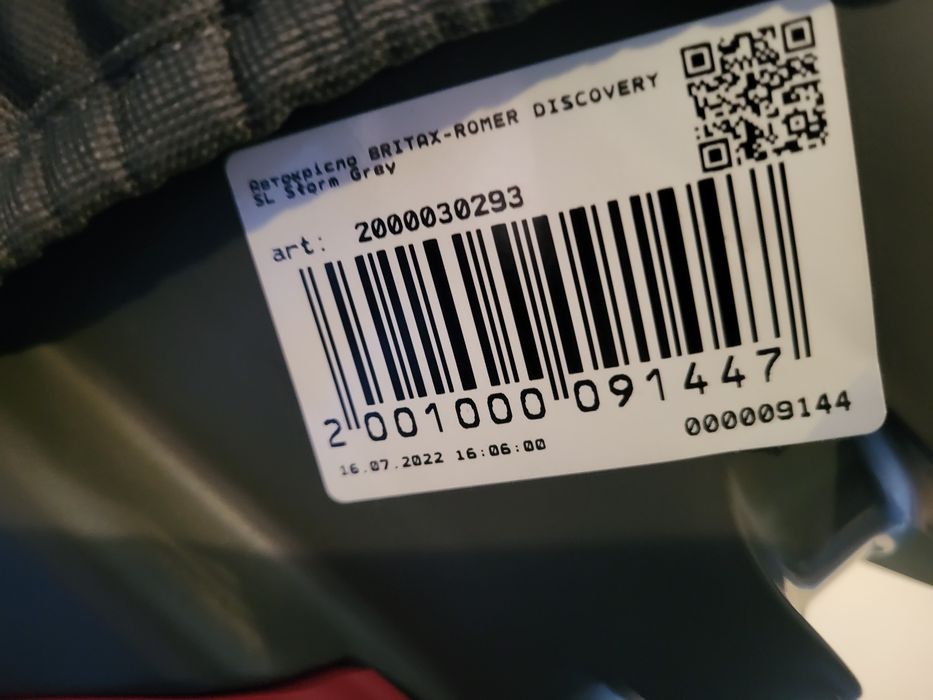 Автокрісло BRITAX-ROMER DISCOVERY
SL Storm Grey
art: 2000030293
2 001000 091447
16.07.2022 16:06:00
000009144